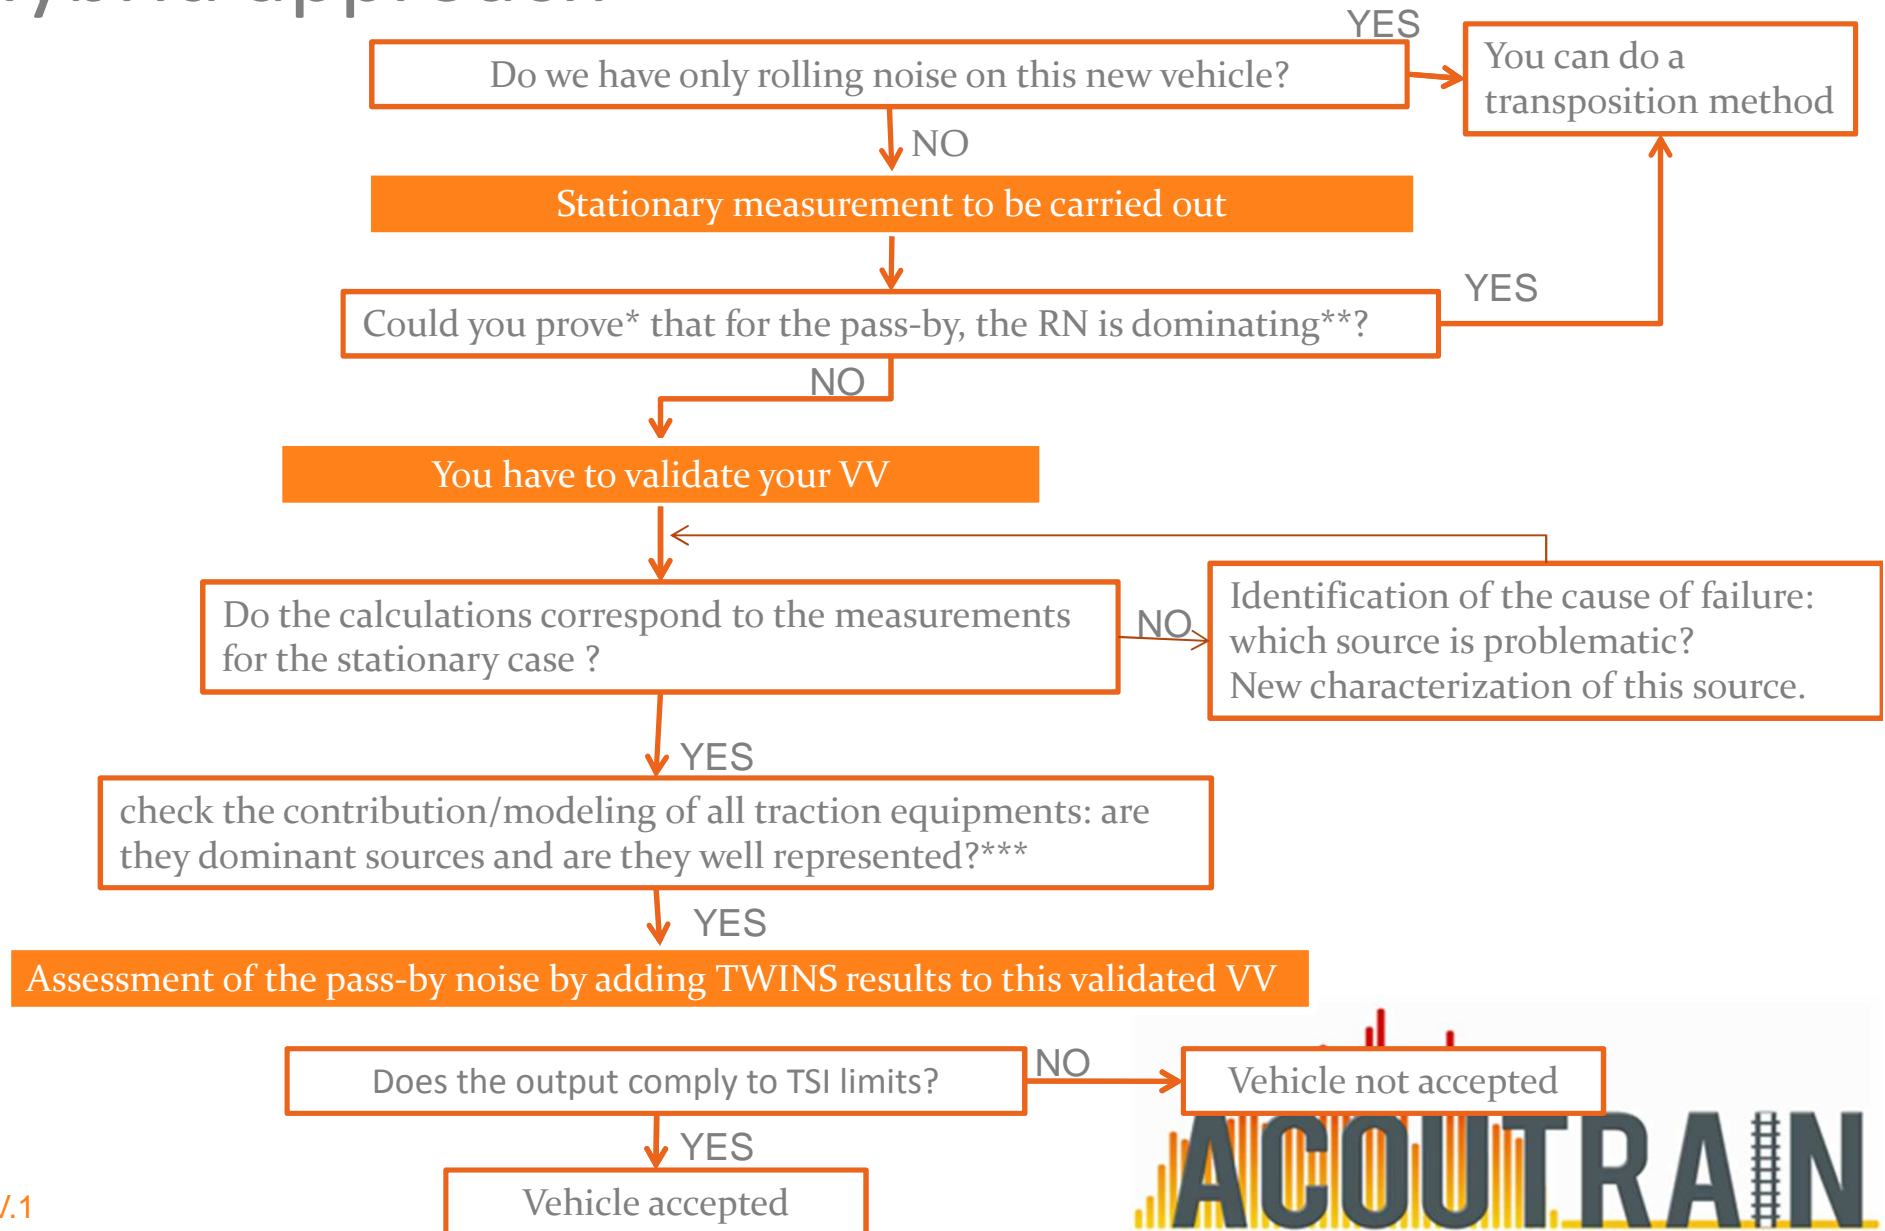 YES
Do we have only rolling noise on this new vehicle?
You can do a
transposition method
NO
Stationary measurement to be carried out
YES
Could you prove* that for the pass-by, the RN is dominating**?
NO
You have to validate your VV
Do the calculations correspond to the measurements
for the stationary case ?
NO
Identification of the cause of failure:
which source is problematic?
New characterization of this source.
YES
check the contribution/modeling of all traction equipments: are
they dominant sources and are they well represented?***
YES
Assessment of the pass-by noise by adding TWINS results to this validated VV
Does the output comply to TSI limits?
NO
Vehicle not accepted
YES
Vehicle accepted
ACOUTRAIN